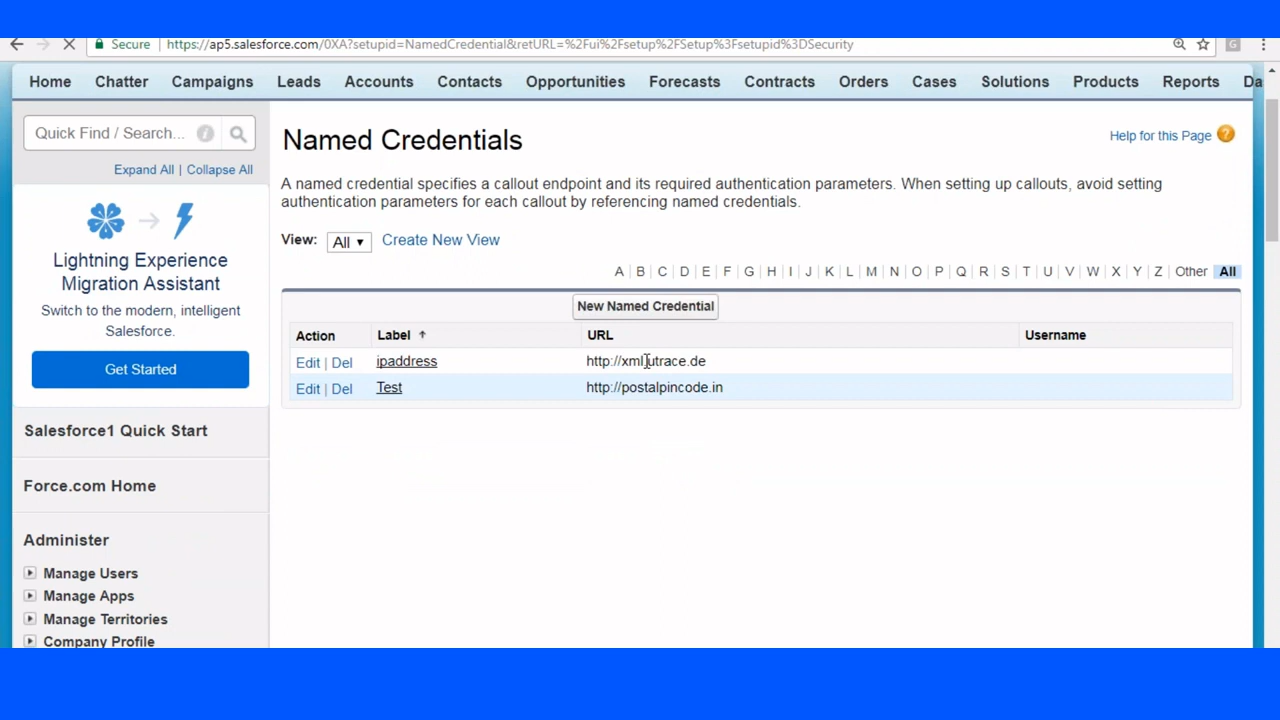 Secure https://ap5.salesforce.com/0XA?setupid=NamedCredential&retURL=%2Fui%2Fsetup%2FSetup%3Fsetupid%3DSecurity
Home Chatter Campaigns Leads Accounts Contacts Opportunities Forecasts Contracts Orders Cases Solutions Products Reports Da
Quick Find / Search...
Expand All | Collapse All
Lightning Experience
Migration Assistant
Switch to the modern, intelligent
Salesforce.
Get Started
Salesforce1 Quick Start
Force.com Home
Administer
Manage Users
Manage Apps
Manage Territories
Company Profile
Named Credentials
Help for this Page ?
A named credential specifies a callout endpoint and its required authentication parameters. When setting up callouts, avoid setting
authentication parameters for each callout by referencing named credentials.
View: All Create New View
A B C D E F G H I J K L M N O P Q R S T U V W X Y Z Other All
New Named Credential
Action Label URL Username
Edit | Del ipaddress http://xml.utrace.de
Edit | Del Test http://postalpincode.in